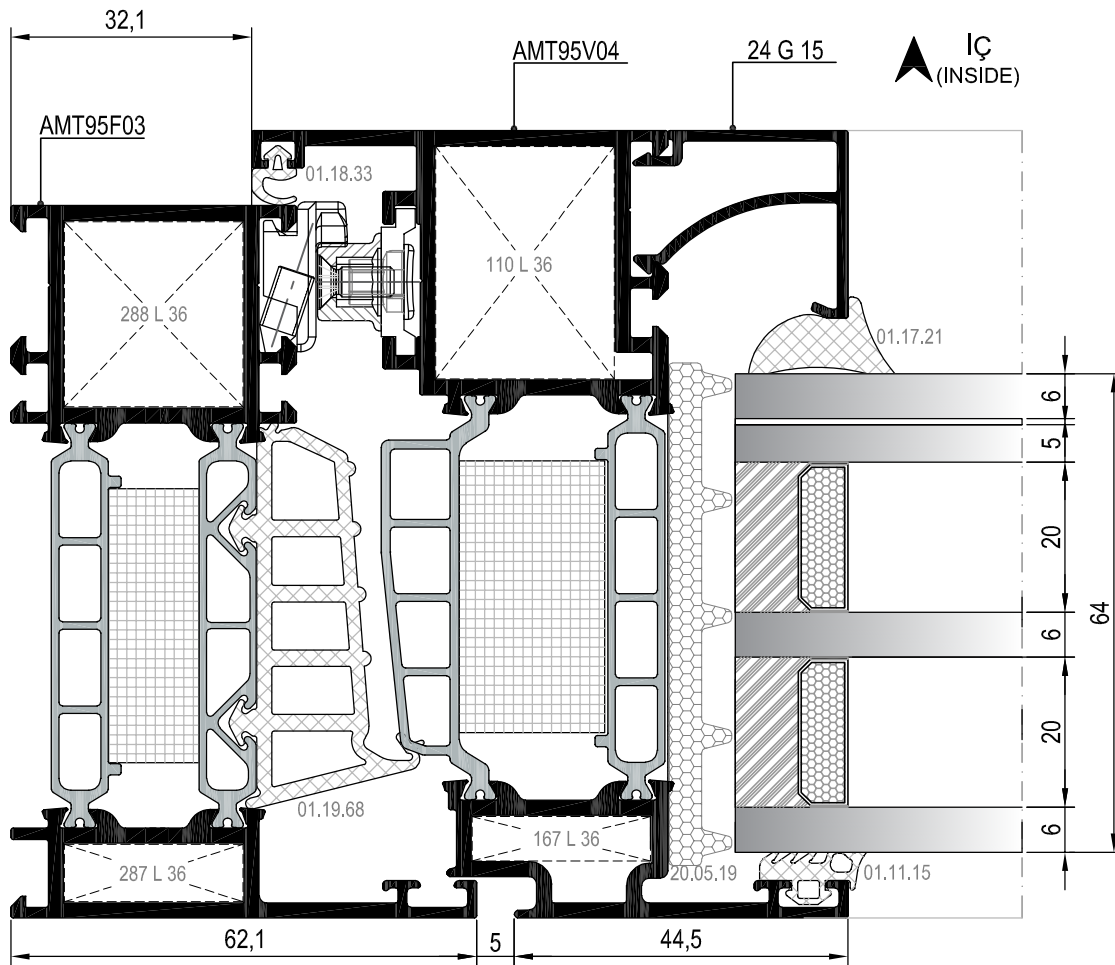 32,1
AMT95V04
24 G 15
İÇ
(INSIDE)
AMT95F03
01.18.33
110 L 36
288 L 36
01.17.21
6
5
20
6
64
20
6
01.19.68
167 L 36
287 L 36
20.05.19
01.11.15
62,1
5
44,5